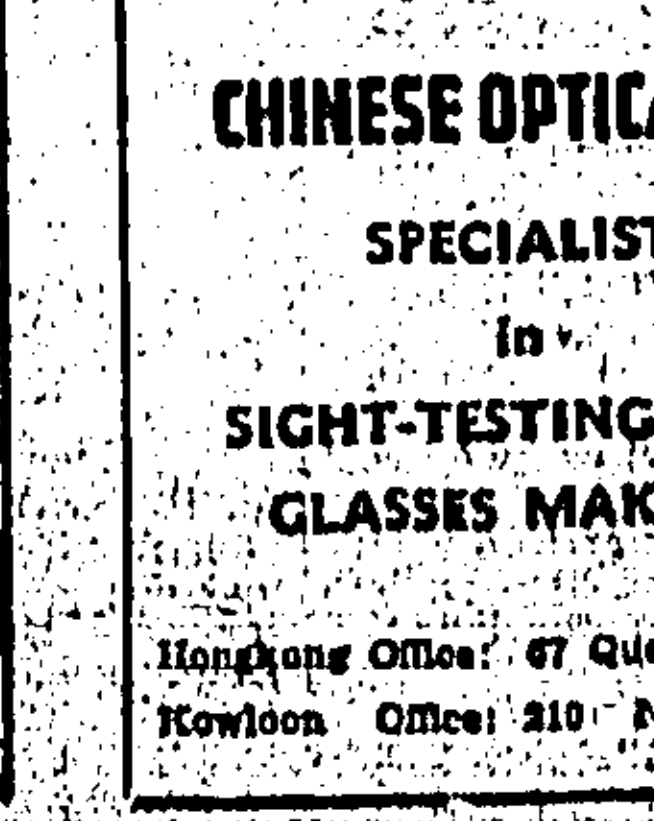 CHINESE OPTICA
SPECIALIST
in
SIGHT-TESTING
GLASSES MAK
Hongkong Office: 67 Que
Kowloon Office: 210 N